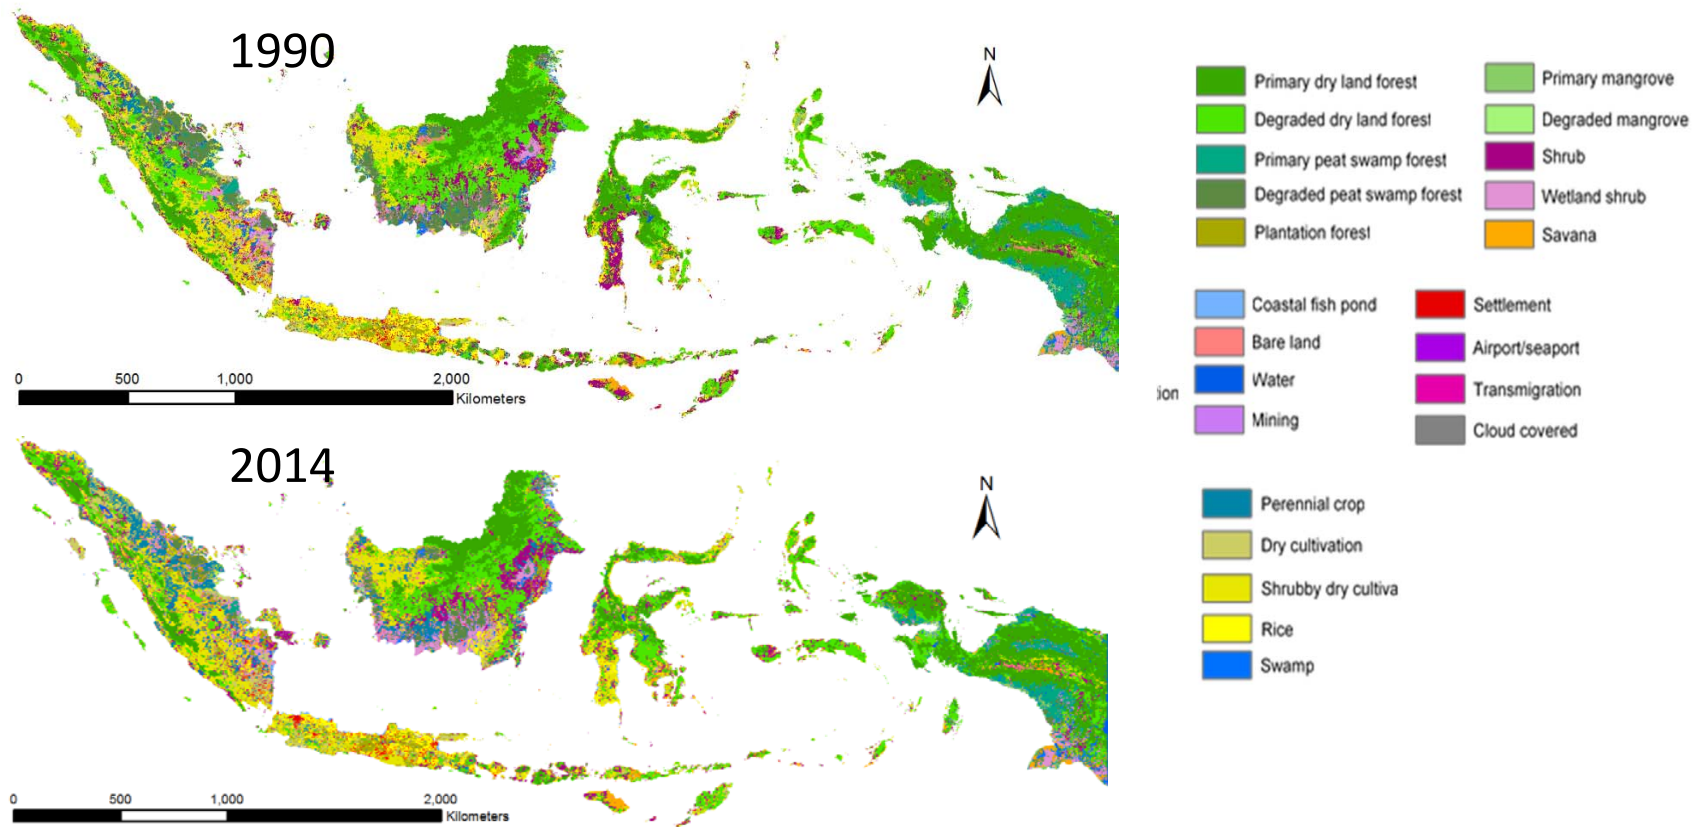 1990
N
0 500 1,000 2,000
Kilometers
2014
N
0 500 1,000 2,000
Kilometers
Primary dry land forest
Degraded dry land forest
Primary peat swamp forest
Degraded peat swamp forest
Plantation forest
Primary mangrove
Degraded mangrove
Shrub
Wetland shrub
Savana
tion
Coastal fish pond
Bare land
Water
Mining
Settlement
Airport/seaport
Transmigration
Cloud covered
Perennial crop
Dry cultivation
Shrubby dry cultiva
Rice
Swamp